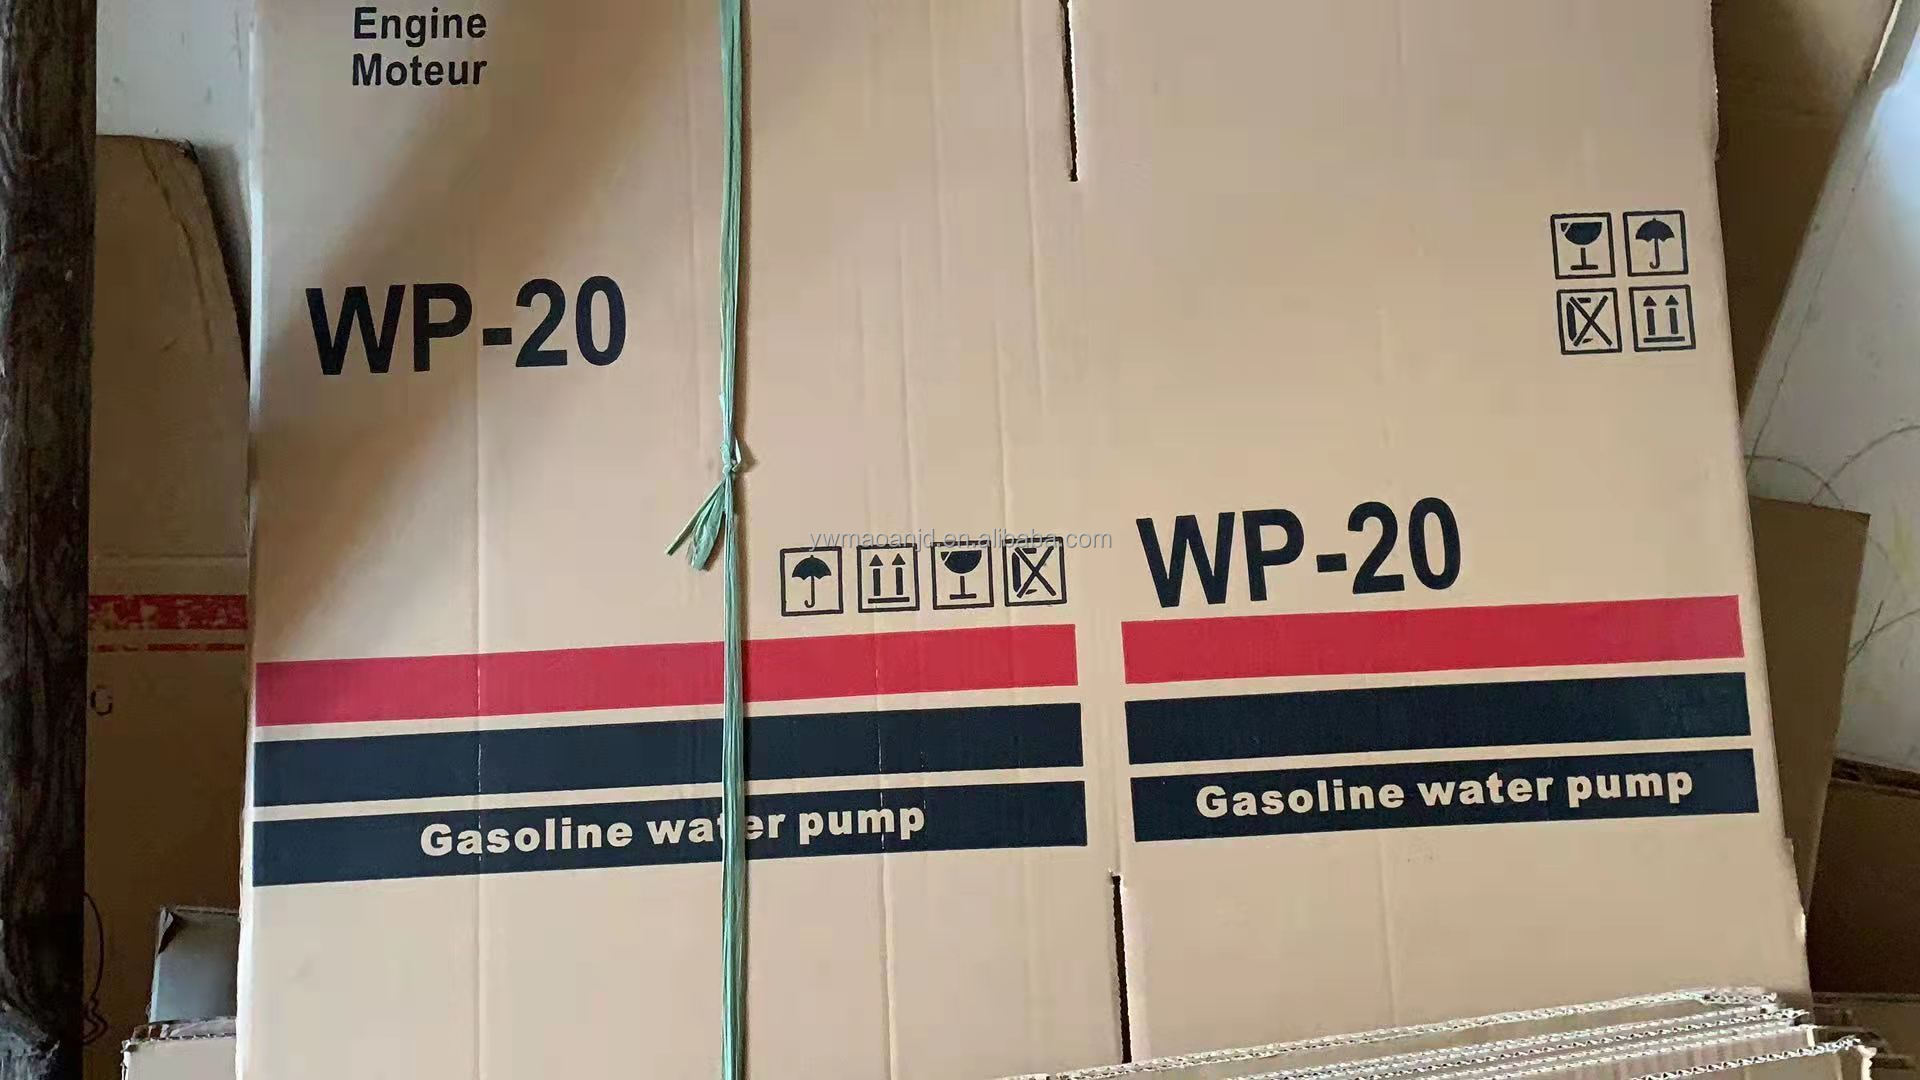 Engine
Moteur
WP-20
ywmaoanjd.en.alibaba.com
WP-20
Gasoline water pump
Gasoline water pump
G